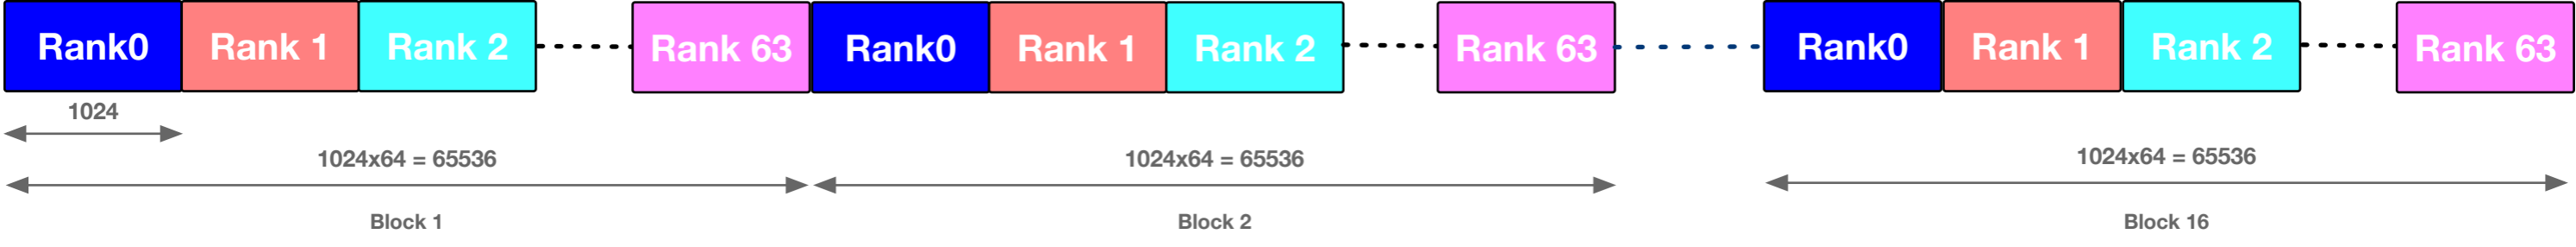 Rank0 Rank 1 Rank 2 Rank 63 Rank0 Rank 1 Rank 2 Rank 63 Rank0 Rank 1 Rank 2 Rank 63
1024
1024x64 = 65536 1024x64 = 65536 1024x64 = 65536
Block 1 Block 2 Block 16